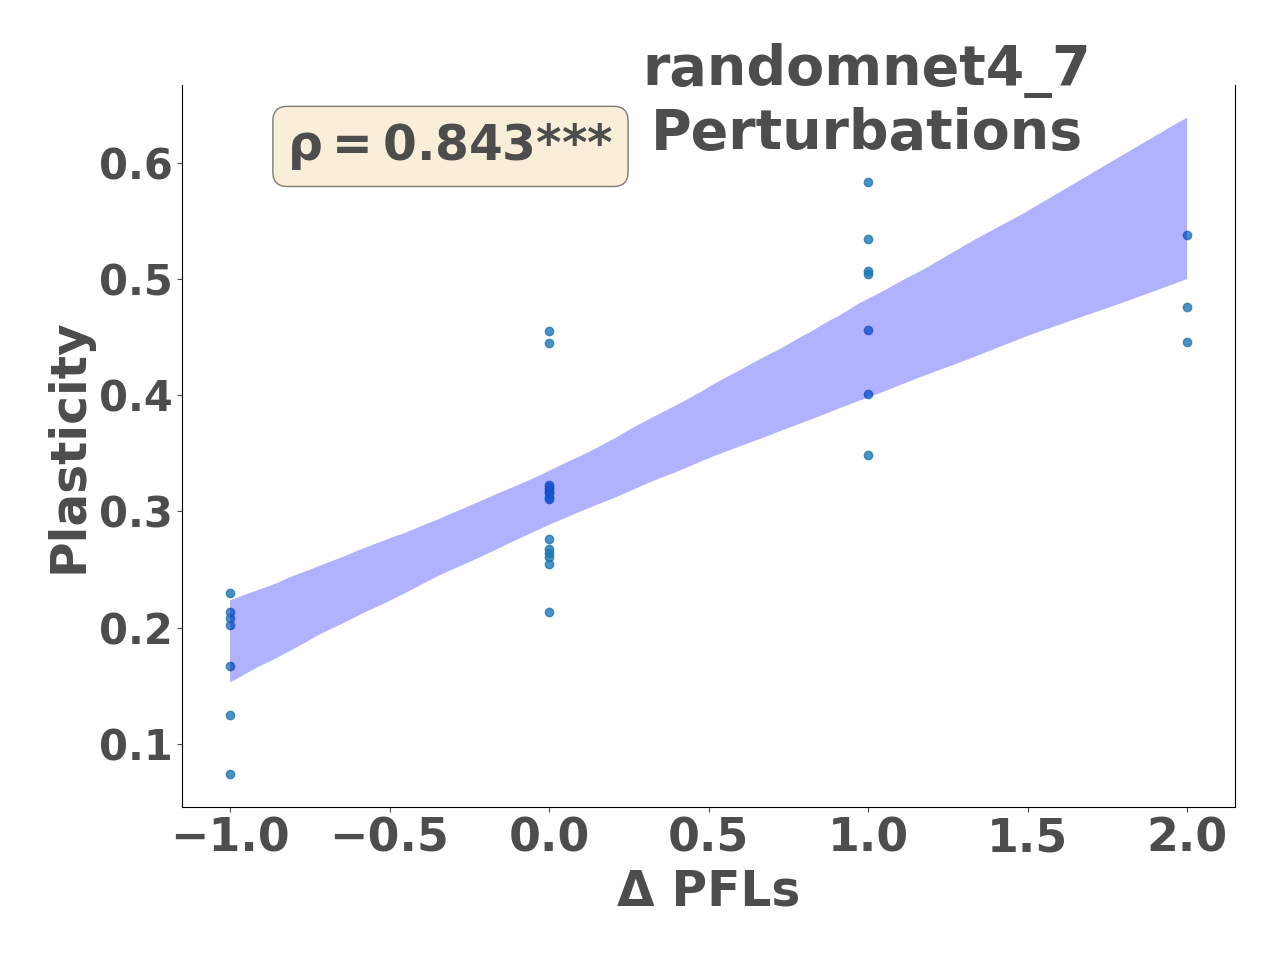 randomnet4_7
Perturbations
ρ = 0.843***
Plasticity
0.6
0.5
0.4
0.3
0.2
0.1
−1.0 −0.5 0.0 0.5 1.0 1.5 2.0
Δ PFLs